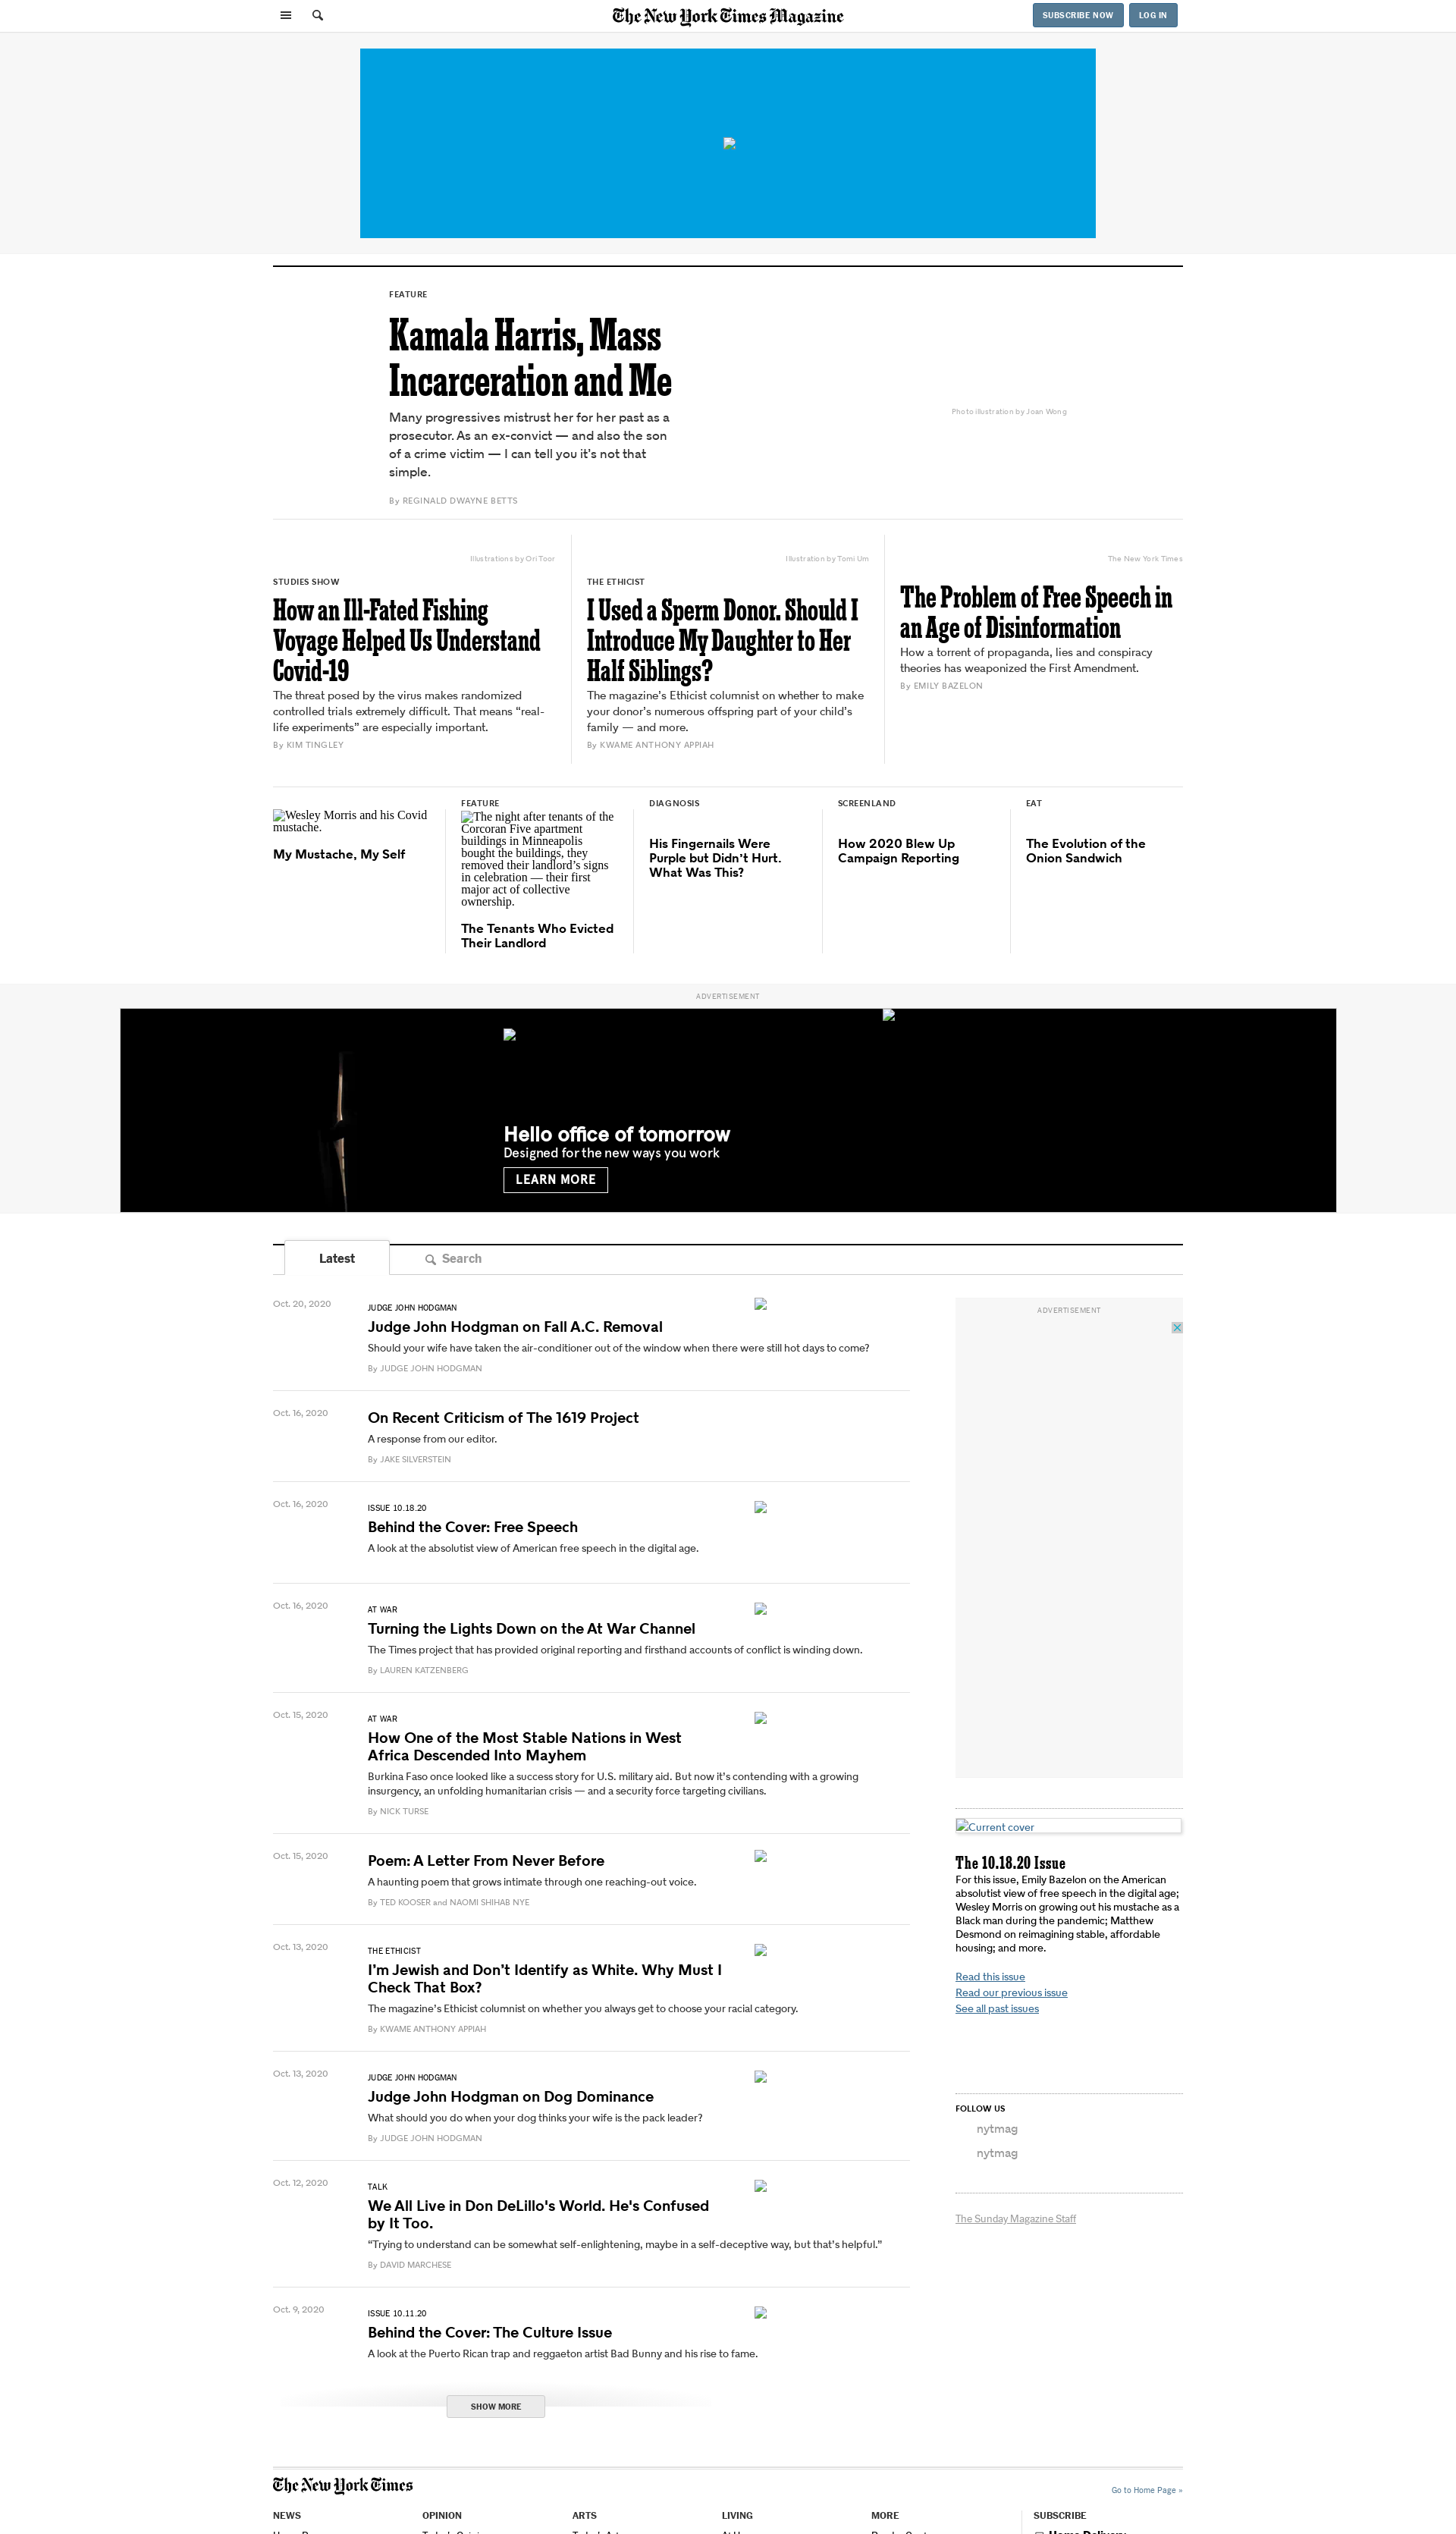 The New York Times Magazine
SUBSCRIBE NOW
LOG IN
FEATURE
Kamala Harris, Mass
Incarceration and Me
Many progressives mistrust her for her past as a
prosecutor. As an ex-convict — and also the son
of a crime victim — I can tell you it’s not that
simple.
By REGINALD DWAYNE BETTS
Photo illustration by Joan Wong
Illustrations by Ori Toor
STUDIES SHOW
How an Ill-Fated Fishing
Voyage Helped Us Understand
Covid-19
The threat posed by the virus makes randomized
controlled trials extremely difficult. That means “real-
life experiments” are especially important.
By KIM TINGLEY
Illustration by Tomi Um
THE ETHICIST
I Used a Sperm Donor. Should I
Introduce My Daughter to Her
Half Siblings?
The magazine’s Ethicist columnist on whether to make
your donor’s numerous offspring part of your child’s
family — and more.
By KWAME ANTHONY APPIAH
The New York Times
The Problem of Free Speech in
an Age of Disinformation
How a torrent of propaganda, lies and conspiracy
theories has weaponized the First Amendment.
By EMILY BAZELON
Wesley Morris and his Covid
mustache.
My Mustache, My Self
FEATURE
The night after tenants of the
Corcoran Five apartment
buildings in Minneapolis
bought the buildings, they
removed their landlord’s signs
in celebration — their first
major act of collective
ownership.
The Tenants Who Evicted
Their Landlord
DIAGNOSIS
His Fingernails Were
Purple but Didn’t Hurt.
What Was This?
SCREENLAND
How 2020 Blew Up
Campaign Reporting
EAT
The Evolution of the
Onion Sandwich
ADVERTISEMENT
Hello office of tomorrow
Designed for the new ways you work
LEARN MORE
Latest
Search
Oct. 20, 2020
JUDGE JOHN HODGMAN
Judge John Hodgman on Fall A.C. Removal
Should your wife have taken the air-conditioner out of the window when there were still hot days to come?
By JUDGE JOHN HODGMAN
Oct. 16, 2020
On Recent Criticism of The 1619 Project
A response from our editor.
By JAKE SILVERSTEIN
Oct. 16, 2020
ISSUE 10.18.20
Behind the Cover: Free Speech
A look at the absolutist view of American free speech in the digital age.
Oct. 16, 2020
AT WAR
Turning the Lights Down on the At War Channel
The Times project that has provided original reporting and firsthand accounts of conflict is winding down.
By LAUREN KATZENBERG
Oct. 15, 2020
AT WAR
How One of the Most Stable Nations in West
Africa Descended Into Mayhem
Burkina Faso once looked like a success story for U.S. military aid. But now it’s contending with a growing
insurgency, an unfolding humanitarian crisis — and a security force targeting civilians.
By NICK TURSE
Oct. 15, 2020
Poem: A Letter From Never Before
A haunting poem that grows intimate through one reaching-out voice.
By TED KOOSER and NAOMI SHIHAB NYE
Oct. 13, 2020
THE ETHICIST
I’m Jewish and Don’t Identify as White. Why Must I
Check That Box?
The magazine’s Ethicist columnist on whether you always get to choose your racial category.
By KWAME ANTHONY APPIAH
Oct. 13, 2020
JUDGE JOHN HODGMAN
Judge John Hodgman on Dog Dominance
What should you do when your dog thinks your wife is the pack leader?
By JUDGE JOHN HODGMAN
Oct. 12, 2020
TALK
We All Live in Don DeLillo's World. He's Confused
by It Too.
“Trying to understand can be somewhat self-enlightening, maybe in a self-deceptive way, but that’s helpful.”
By DAVID MARCHESE
Oct. 9, 2020
ISSUE 10.11.20
Behind the Cover: The Culture Issue
A look at the Puerto Rican trap and reggaeton artist Bad Bunny and his rise to fame.
SHOW MORE
ADVERTISEMENT
Current cover
The 10.18.20 Issue
For this issue, Emily Bazelon on the American
absolutist view of free speech in the digital age;
Wesley Morris on growing out his mustache as a
Black man during the pandemic; Matthew
Desmond on reimagining stable, affordable
housing; and more.
Read this issue
Read our previous issue
See all past issues
FOLLOW US
nytmag
nytmag
The Sunday Magazine Staff
The New York Times
Go to Home Page »
NEWS
OPINION
ARTS
LIVING
MORE
SUBSCRIBE